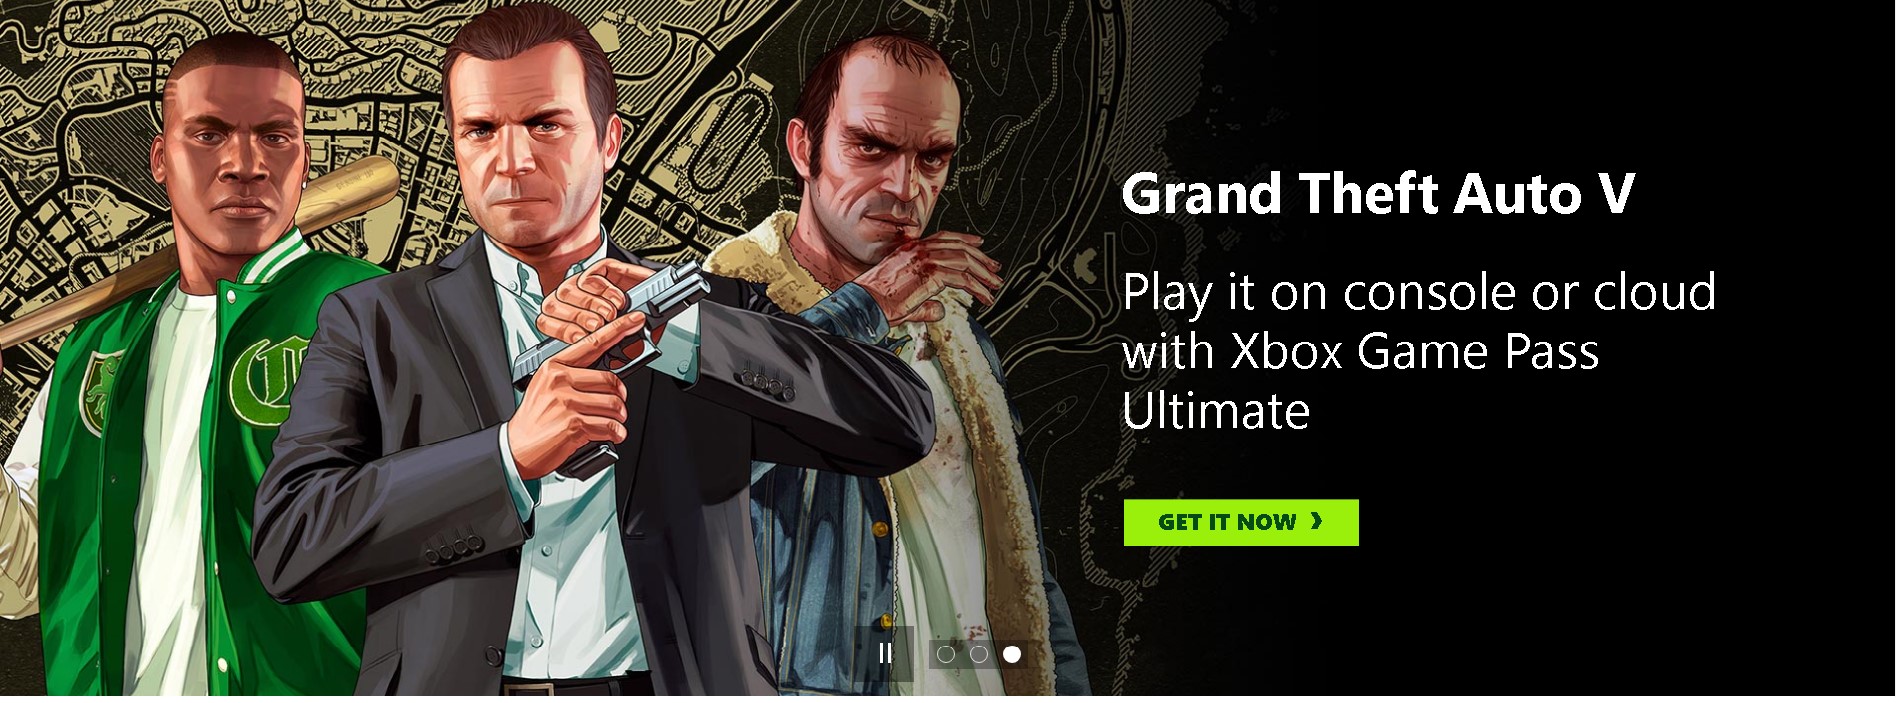 Grand Theft Auto V
Play it on console or cloud
with Xbox Game Pass
Ultimate
GET IT NOW